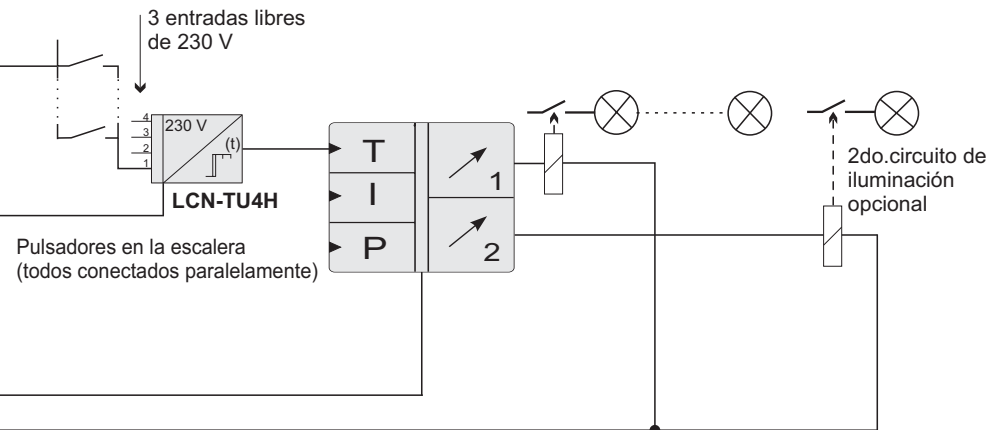 3 entradas libres
de 230 V
4
3
2
1
230 V
(t)
LCN-TU4H
Pulsadores en la escalera
(todos conectados paralelamente)
T
I
P
1
2
2do.circuito de
iluminación
opcional